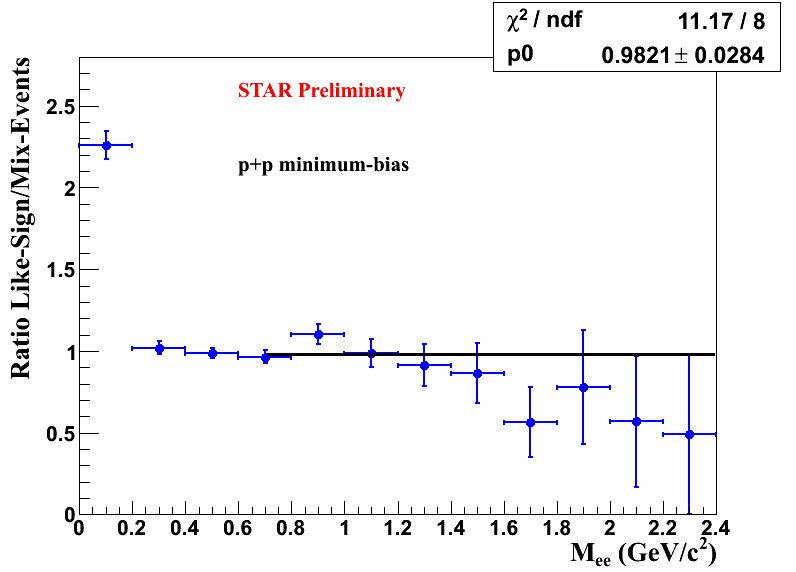 χ² / ndf 11.17 / 8
p0 0.9821 ± 0.0284
STAR Preliminary
p+p minimum-bias
Ratio Like-Sign/Mix-Events
2.5
2
1.5
1
0.5
0
0 0.2 0.4 0.6 0.8 1 1.2 1.4 1.6 1.8 2 2.2 2.4
Mee (GeV/c²)